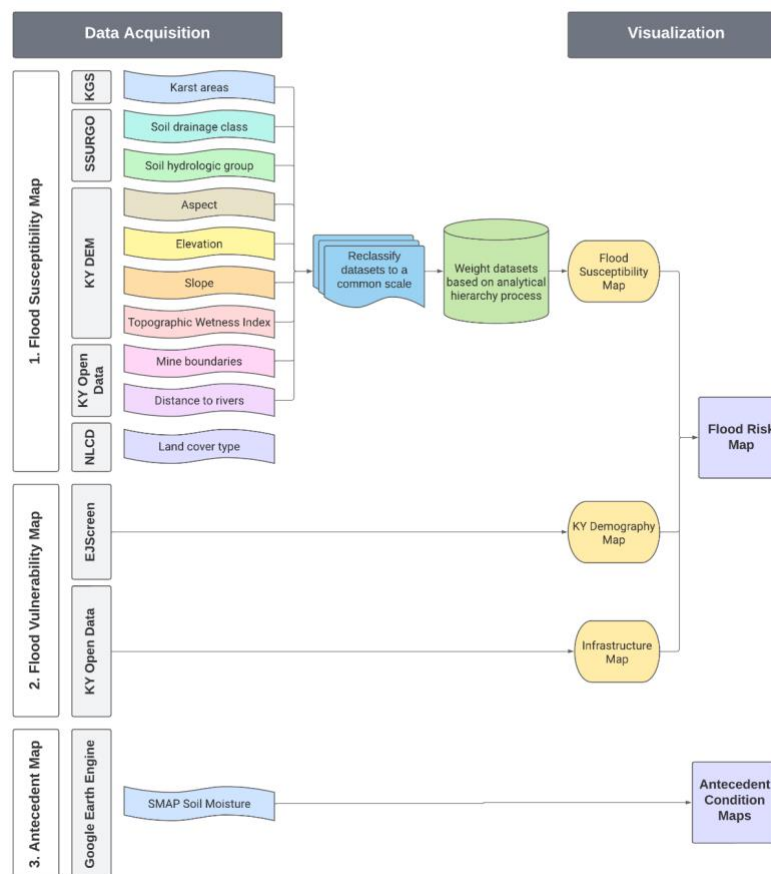 Data Acquisition
Visualization
1. Flood Susceptibility Map
KGS
Karst areas
SSURGO
Soil drainage class
Soil hydrologic group
KY DEM
Aspect
Elevation
Slope
Topographic Wetness Index
KY Open
Data
Mine boundaries
Distance to rivers
NLCD
Land cover type
Reclassify
datasets to a
common scale
Weight datasets
based on analytical
hierarchy process
Flood
Susceptibility
Map
Flood Risk
Map
2. Flood Vulnerability Map
EJScreen
KY Demography
Map
KY Open Data
Infrastructure
Map
3. Antecedent Map
Google Earth Engine
SMAP Soil Moisture
Antecedent
Condition
Maps